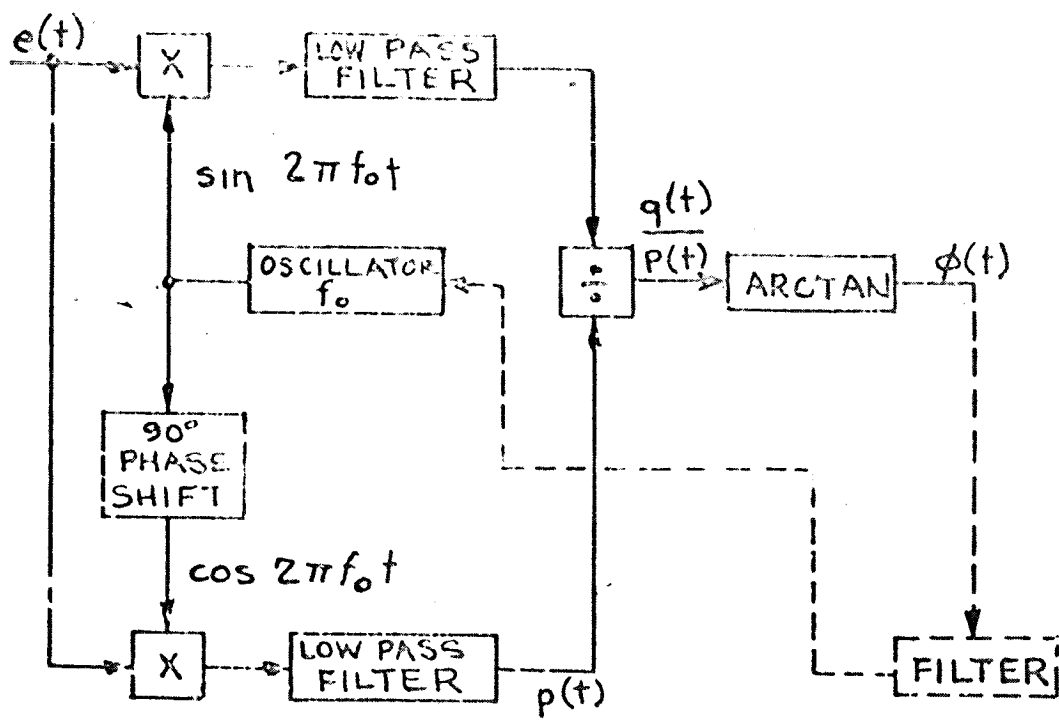 e(t)
X
LOW PASS
FILTER
sin 2πf₀t
q(t)
p(t)
OSCILLATOR
f₀
÷
ARCTAN
ϕ(t)
90°
PHASE
SHIFT
cos 2πf₀t
X
LOW PASS
FILTER
p(t)
FILTER